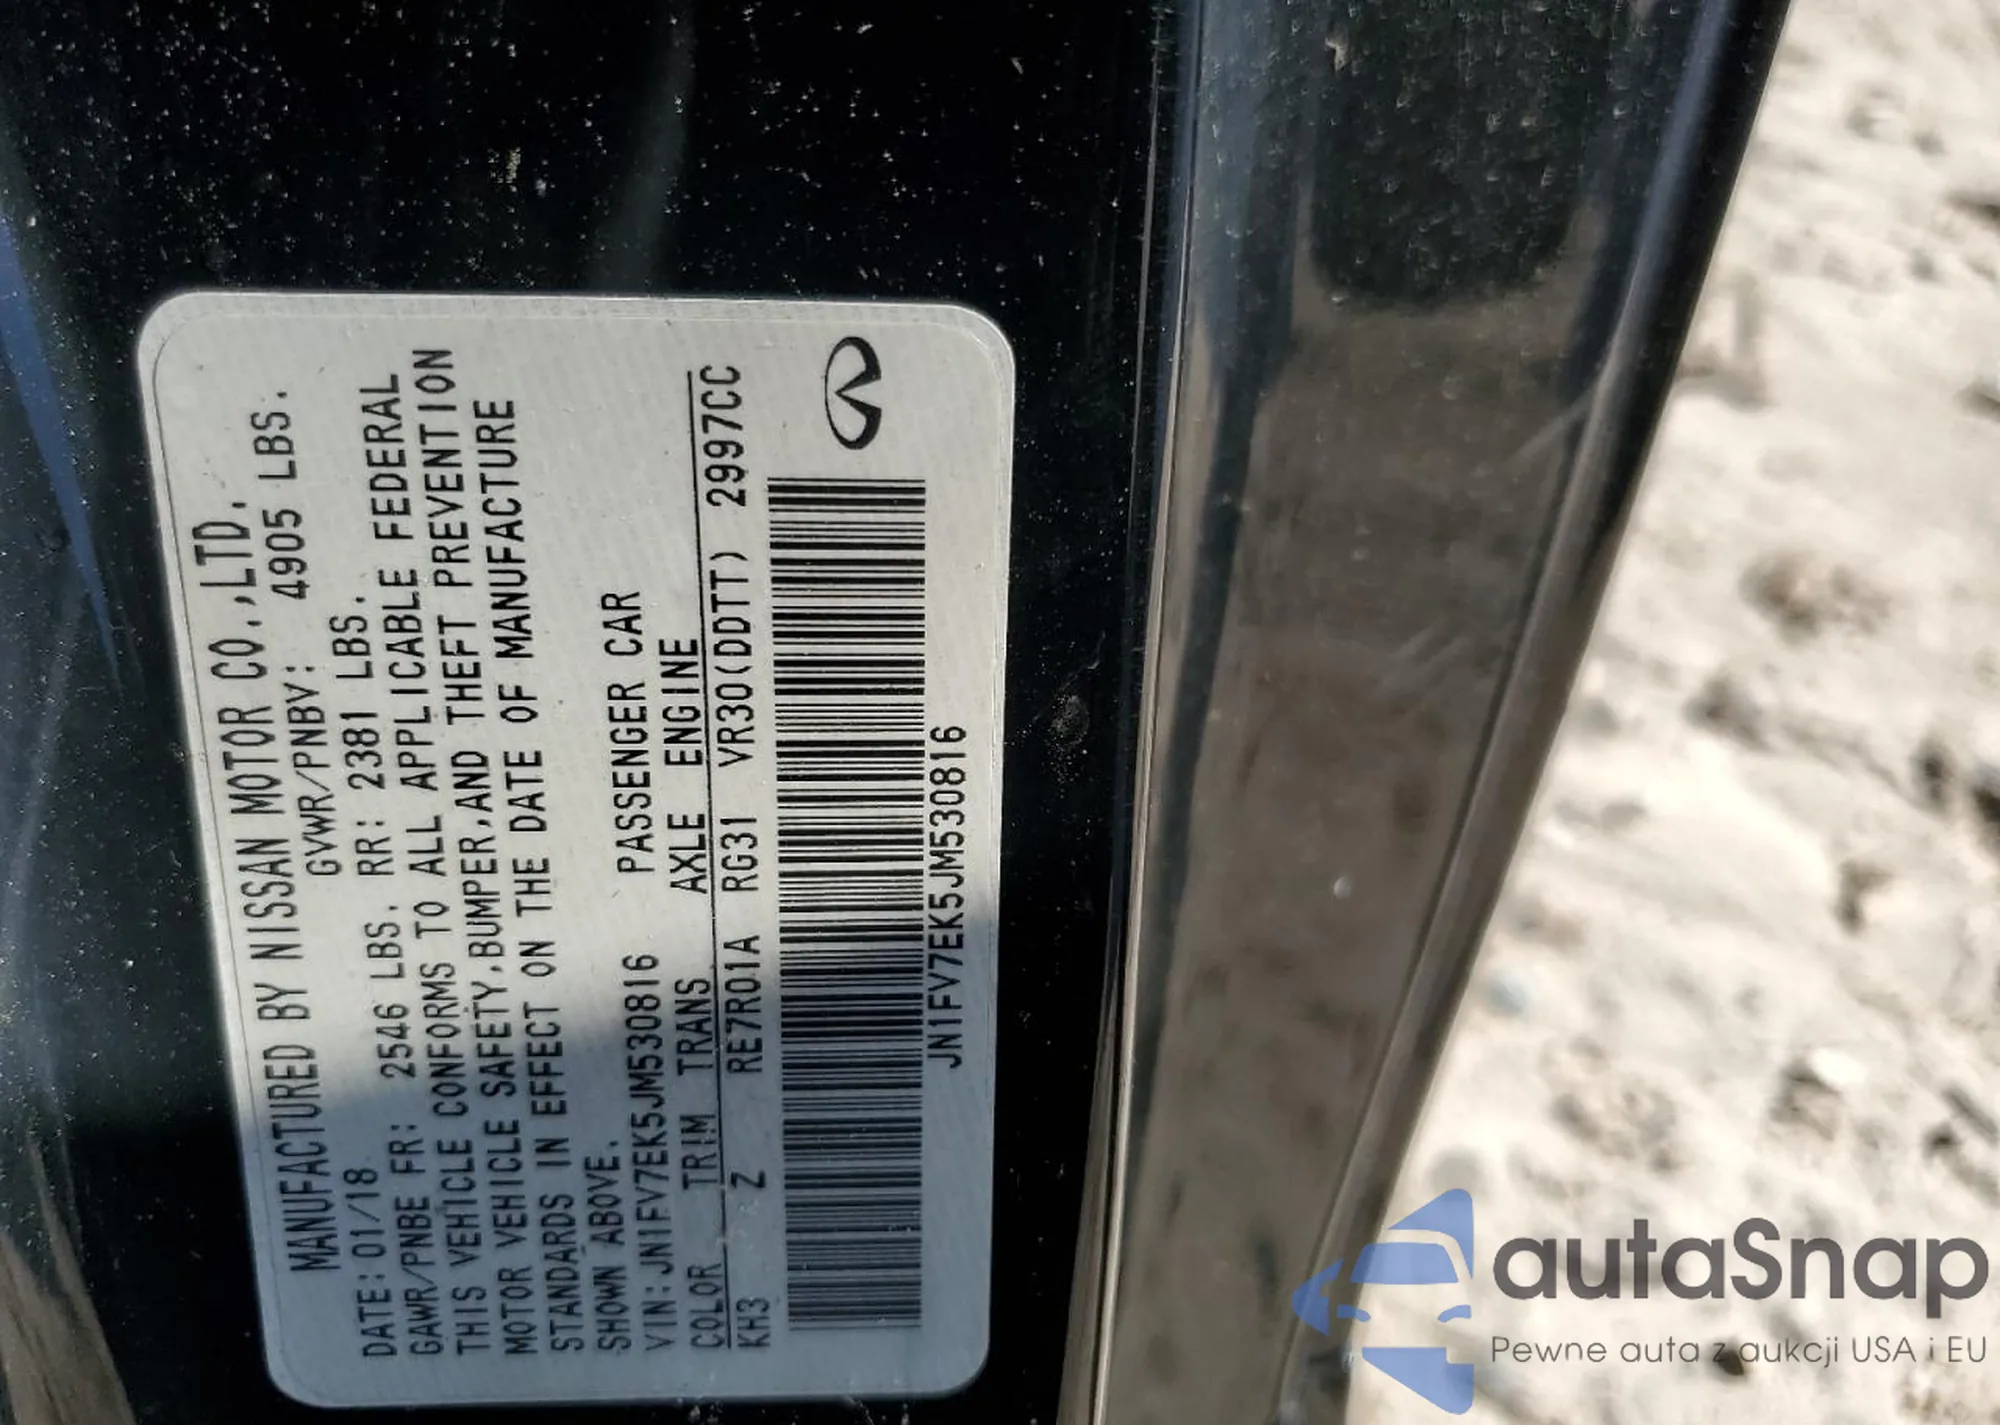 MANUFACTURED BY NISSAN MOTOR CO.,LTD.
DATE: 01/18 GVWR/PNBV: 4905 LBS.
GAWR/PNBE FR: 2546 LBS. RR: 2381 LBS.
THIS VEHICLE CONFORMS TO ALL APPLICABLE FEDERAL
MOTOR VEHICLE SAFETY,BUMPER,AND THEFT PREVENTION
STANDARDS IN EFFECT ON THE DATE OF MANUFACTURE
SHOWN ABOVE.
VIN:JN1FV7EK5JM530816 PASSENGER CAR
COLOR TRIM TRANS AXLE ENGINE
KH3 Z RE7R01A RG31 VR30(DDTT) 2997CC
JN1FV7EK5JM530816
autaSnap
Pewne auta z aukcji USA i EU